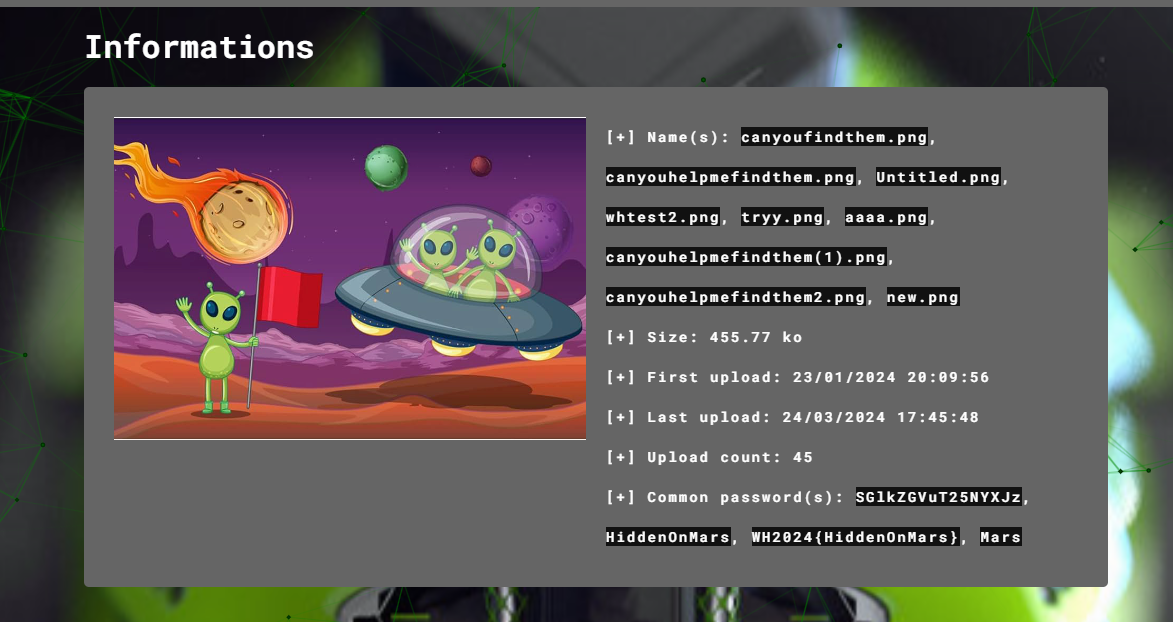 Informations
[+] Name(s): canyoufindthem.png,
canyouhelpmefindthem.png, Untitled.png,
whtest2.png, tryy.png, aaaa.png,
canyouhelpmefindthem(1).png,
canyouhelpmefindthem2.png, new.png
[+] Size: 455.77 ko
[+] First upload: 23/01/2024 20:09:56
[+] Last upload: 24/03/2024 17:45:48
[+] Upload count: 45
[+] Common password(s): SGlkZGVuT25NYXJz,
HiddenOnMars, WH2024{HiddenOnMars}, Mars